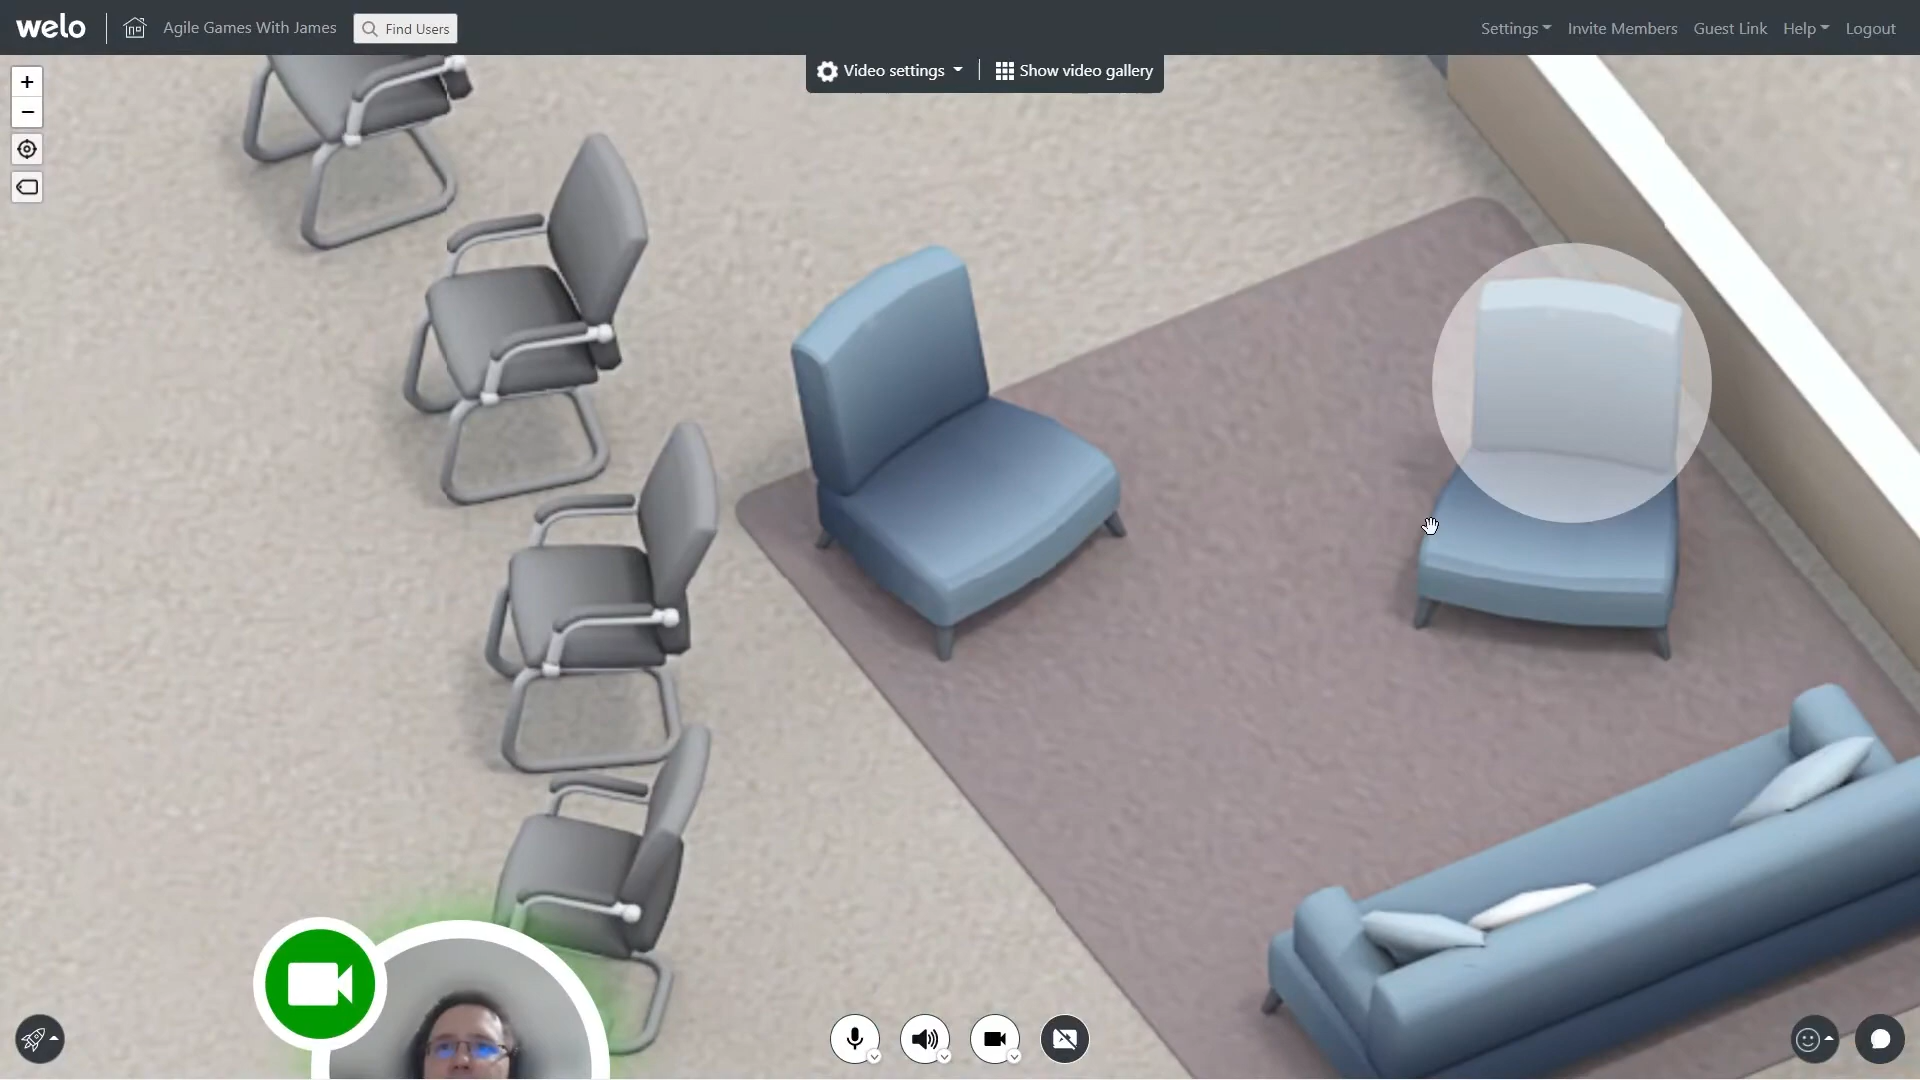 welo
Agile Games With James
Find Users
Settings
Invite Members
Guest Link
Help
Logout
+
Video settings
Show video gallery
-